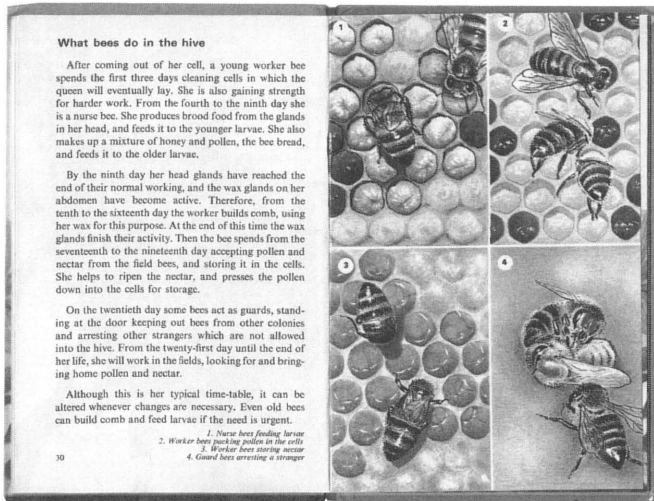 What bees do in the hive
After coming out of her cell, a young worker bee
spends the first three days cleaning cells in which the
queen will eventually lay. She is also gaining strength
for harder work. From the fourth to the ninth day she
is a nurse bee. She produces brood food from the glands
in her head, and feeds it to the younger larvae. She also
makes up a mixture of honey and pollen, the bee bread,
and feeds it to the older larvae.
By the ninth day her head glands have reached the
end of their normal working, and the wax glands on her
abdomen have become active. Therefore, from the
tenth to the sixteenth day the worker builds comb, using
her wax for this purpose. At the end of this time the wax
glands finish their activity. Then the bee spends from the
seventeenth to the nineteenth day accepting pollen and
nectar from the field bees, and storing it in the cells.
She helps to ripen the nectar, and presses the pollen
down into the cells for storage.
On the twentieth day some bees act as guards, stand-
ing at the door keeping out bees from other colonies
and arresting other strangers which are not allowed
into the hive. From the twenty-first day until the end of
her life, she will work in the fields, looking for and bring-
ing home pollen and nectar.
Although this is her typical time-table, it can be
altered whenever changes are necessary. Even old bees
can build comb and feed larvae if the need is urgent.
1. Nurse bees feeding larvae
2. Worker bees packing pollen in the cells
3. Worker bees storing nectar
4. Guard bees arresting a stranger
30
1
2
3
4